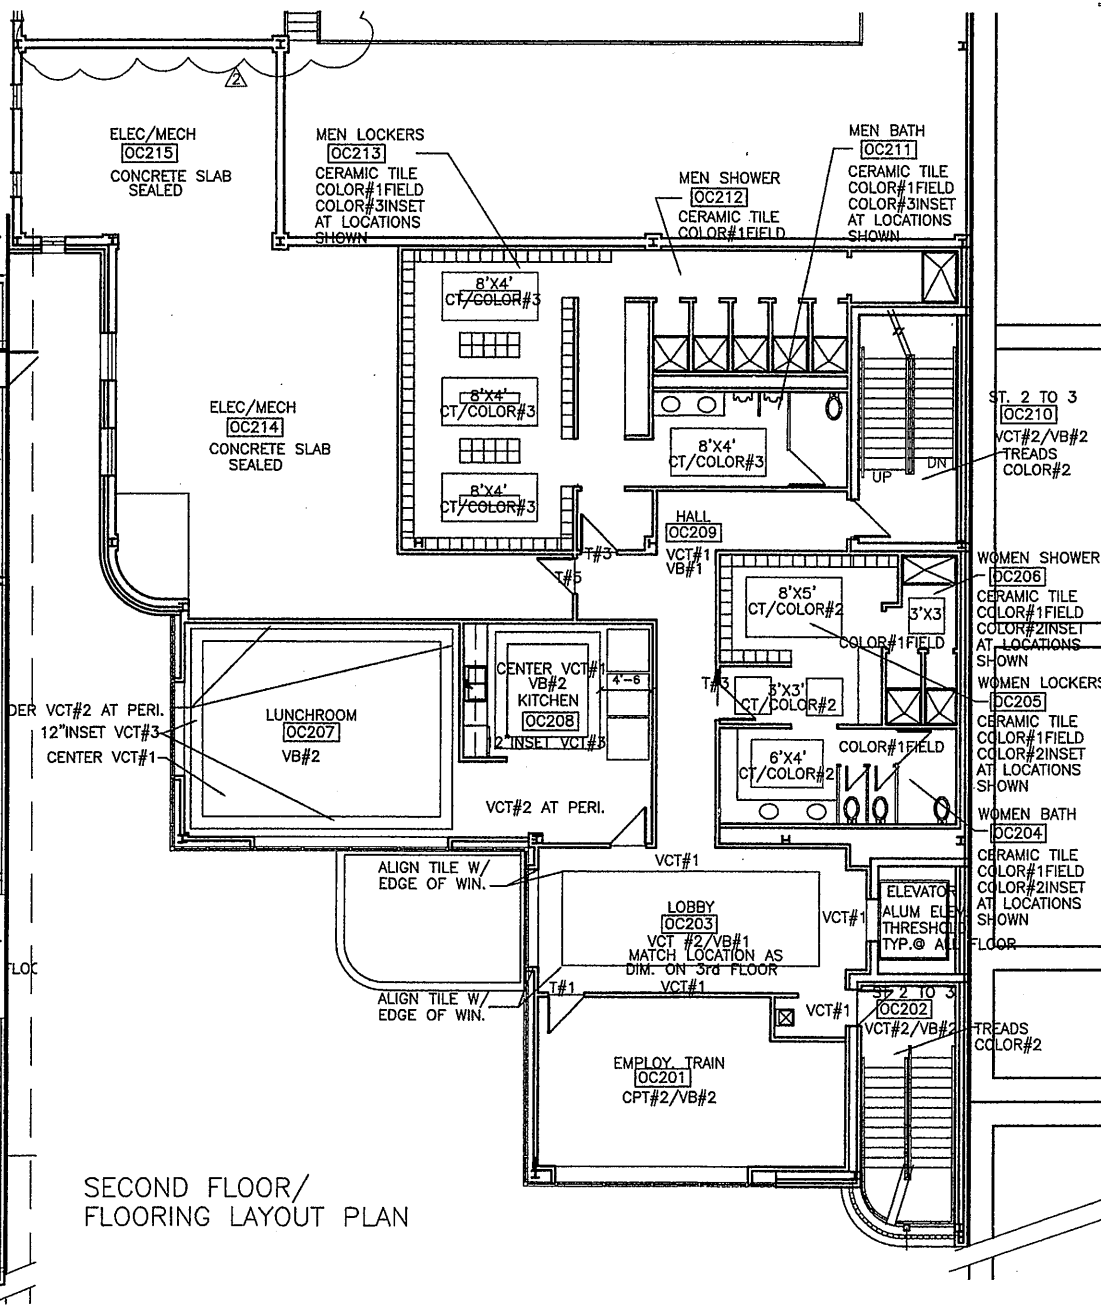 2
ELEC/MECH
OC215
CONCRETE SLAB
SEALED
MEN LOCKERS
OC213
CERAMIC TILE
COLOR#1FIELD
COLOR#3INSET
AT LOCATIONS
SHOWN
MEN SHOWER
OC212
CERAMIC TILE
COLOR#1FIELD
MEN BATH
OC211
CERAMIC TILE
COLOR#1FIELD
COLOR#3INSET
AT LOCATIONS
SHOWN
8'X4'
CT/COLOR#3
8'X4'
CT/COLOR#3
8'X4'
CT/COLOR#3
8'X4'
CT/COLOR#3
ELEC/MECH
OC214
CONCRETE SLAB
SEALED
ST. 2 TO 3
OC210
VCT#2/VB#2
TREADS
COLOR#2
UP
DN
HALL
OC209
VCT#1
VB#1
T#3
T#5
WOMEN SHOWER
OC206
CERAMIC TILE
COLOR#1FIELD
COLOR#2INSET
AT LOCATIONS
SHOWN
8'X5'
CT/COLOR#2
3'X3'
COLOR#1FIELD
T#3
3'X3'
CT/COLOR#2
WOMEN LOCKERS
OC205
CERAMIC TILE
COLOR#1FIELD
COLOR#2INSET
AT LOCATIONS
SHOWN
COLOR#1FIELD
6'X4'
CT/COLOR#2
WOMEN BATH
OC204
CERAMIC TILE
COLOR#1FIELD
COLOR#2INSET
AT LOCATIONS
SHOWN
CENTER VCT#1
VB#2
KITCHEN
OC208
2"INSET VCT#3
4'-6
VCT#2 AT PERI.
DER VCT#2 AT PERI.
12"INSET VCT#3
CENTER VCT#1
LUNCHROOM
OC207
VB#2
ALIGN TILE W/
EDGE OF WIN.
VCT#1
LOBBY
OC203
VCT #2/VB#1
MATCH LOCATION AS
DIM. ON 3rd FLOOR
VCT#1
VCT#1
ELEVATOR
ALUM ELEV
THRESHOLD
TYP.@ ALL FLOOR
FLOC
ALIGN TILE W/
EDGE OF WIN.
T#1
VCT#1
ST 2 TO 3
OC202
VCT#2/VB#2
TREADS
COLOR#2
EMPLOY. TRAIN
OC201
CPT#2/VB#2
SECOND FLOOR/
FLOORING LAYOUT PLAN